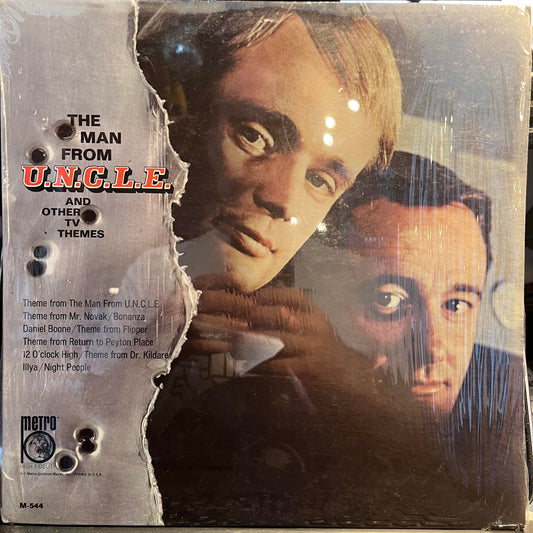 THE
MAN
FROM
U.N.C.L.E.
AND
OTHER
TV
THEMES
Theme from The Man From U.N.C.L.E.
Theme from Mr. Novak/Bonanza
Daniel Boone/Theme from Flipper
Theme from Return to Peyton Place
12 O'clock High/Theme from Dr. Kildare
Illya/Night People
METRO
HIGH FIDELITY
Printed in U.S.A.
M-544